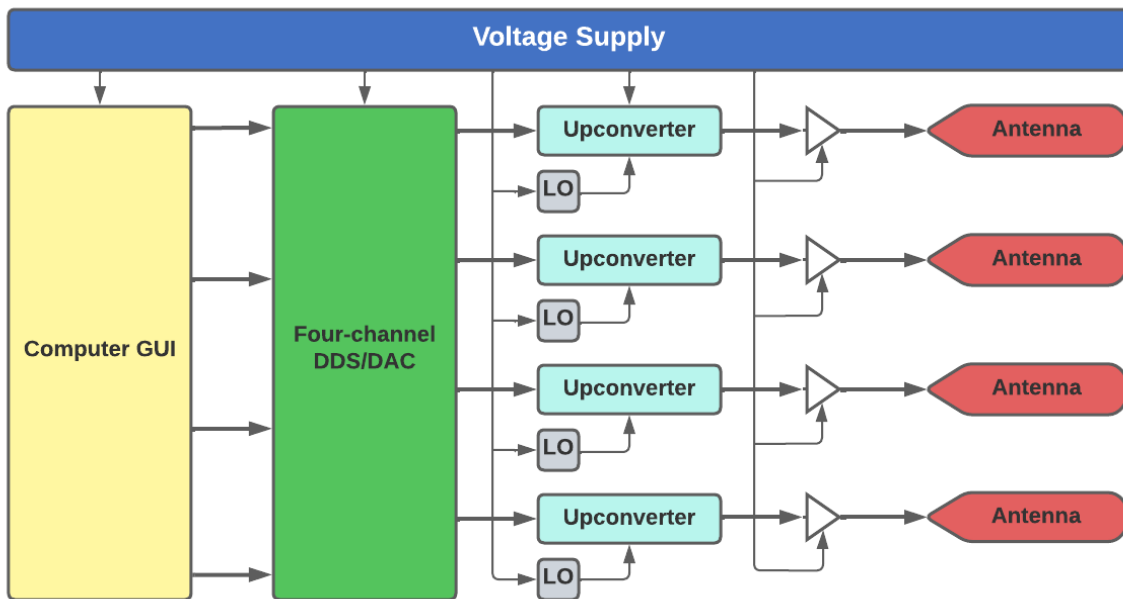 Voltage Supply
Upconverter
Antenna
LO
Upconverter
Antenna
LO
Computer GUI
Four-channel
DDS/DAC
Upconverter
Antenna
LO
Upconverter
Antenna
LO